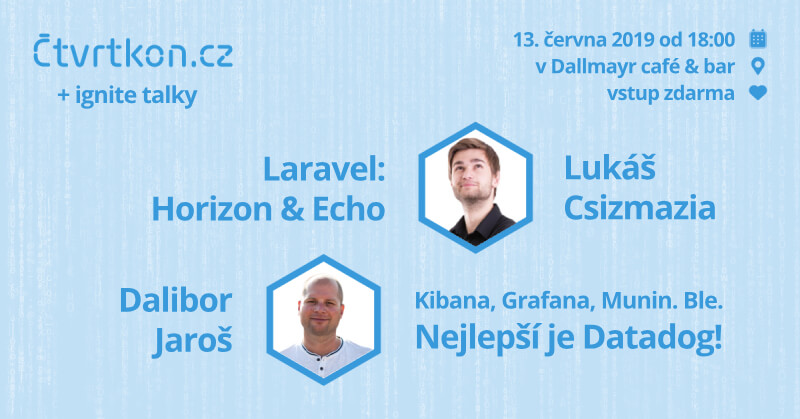 Čtvrtkon.cz
+ ignite talky
13. června 2019 od 18:00
v Dallmayr café & bar
vstup zdarma
Laravel:
Horizon & Echo
Lukáš
Csizmazia
Dalibor
Jaroš
Kibana, Grafana, Munin. Ble.
Nejlepší je Datadog!